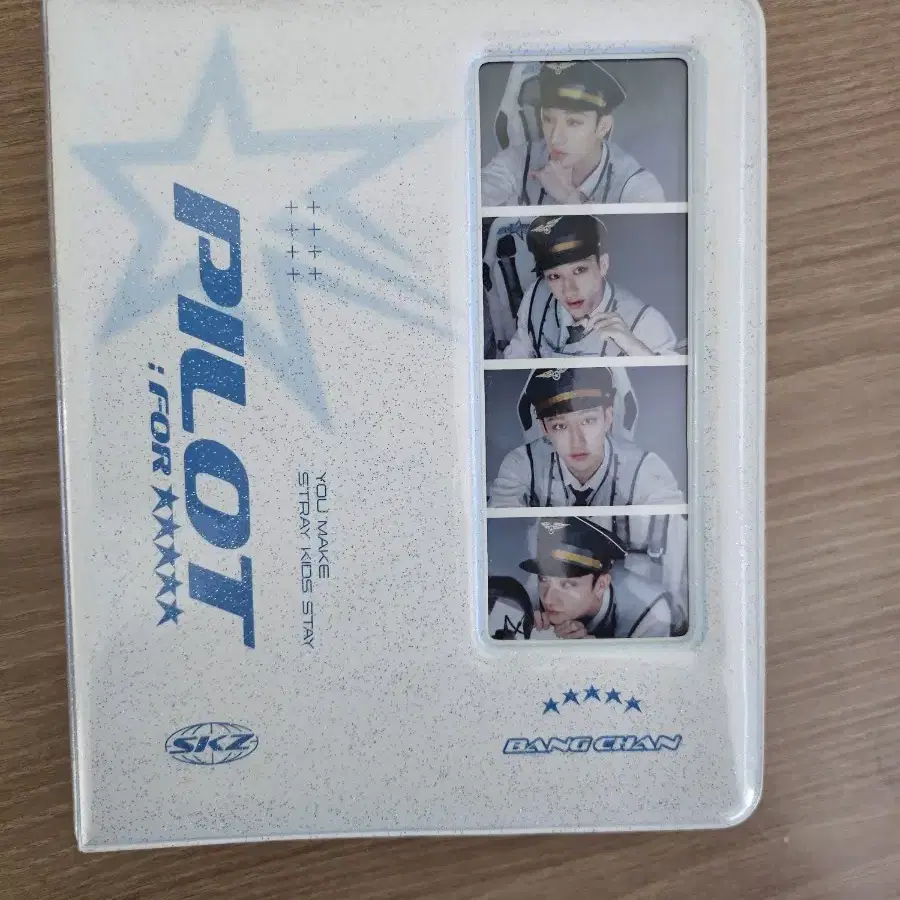 PILOT
: FOR ★★★★★
YOU MAKE
STRAY KIDS STAY
SKZ
★★★★★
BANG CHAN